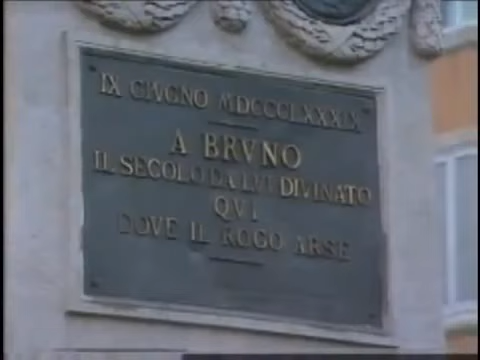 IX GIVGNO MDCCCLXXXIX
A BRVNO
IL SECOLO DA LVI DIVINATO
QVI
DOVE IL ROGO ARSE